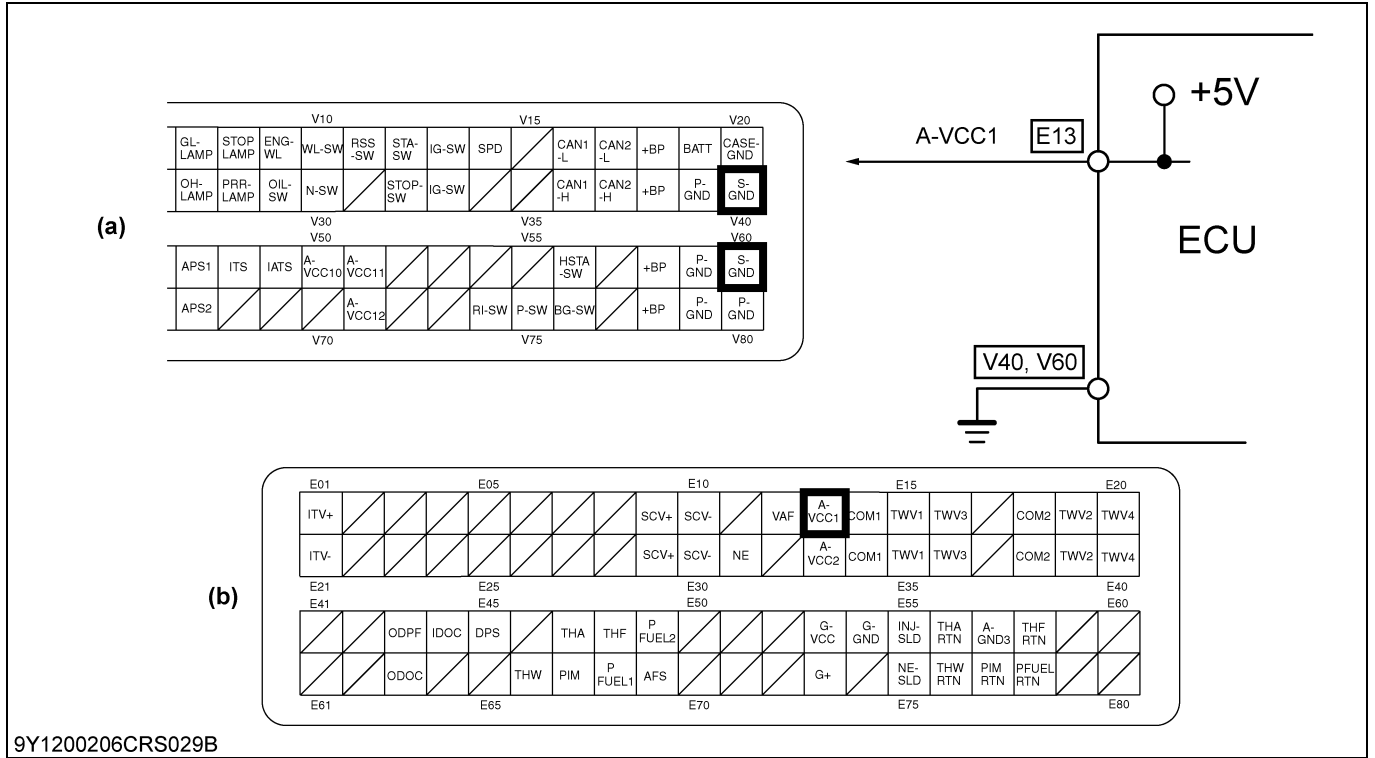 V10 V15 V20
GL-LAMP STOP LAMP ENG-WL WL-SW RSS-SW STA-SW IG-SW SPD CAN1-L CAN2-L +BP BATT CASE-GND
OH-LAMP PRR-LAMP OIL-SW N-SW STOP-SW IG-SW CAN1-H CAN2-H +BP P-GND S-GND
V30 V35 V40
(a)
V50 V55 V60
APS1 ITS IATS A-VCC10 A-VCC11 HSTA-SW +BP P-GND S-GND
APS2 A-VCC12 RI-SW P-SW BG-SW +BP P-GND P-GND
V70 V75 V80
+5V
A-VCC1 E13
ECU
V40, V60
E01 E05 E10 E15 E20
ITV+ SCV+ SCV- VAF A-VCC1 COM1 TWV1 TWV3 COM2 TWV2 TWV4
ITV- SCV+ SCV- NE A-VCC2 COM1 TWV1 TWV3 COM2 TWV2 TWV4
E21 E25 E30 E35 E40
(b)
E41 E45 E50 E55 E60
ODPF IDOC DPS THA THF P FUEL2 G-VCC G-GND INJ-SLD THA RTN A-GND3 THF RTN
ODOC THW PIM P FUEL1 AFS G+ NE-SLD THW RTN PIM RTN PFUEL RTN
E61 E65 E70 E75 E80
9Y1200206CRS029B